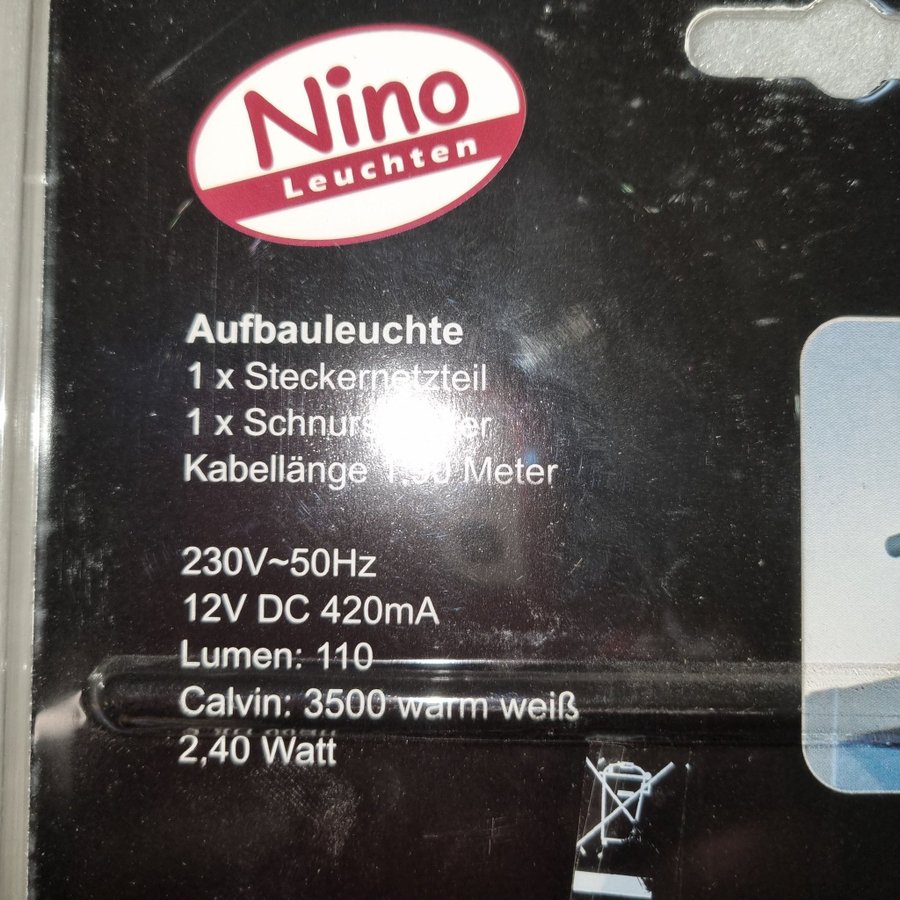 Nino
Leuchten
Aufbauleuchte
1 x Steckernetzteil
1 x
Kabellänge Meter
230V~50Hz
12V DC 420mA
Lumen: 110
Calvin: 3500 warm weiß
2,40 Watt